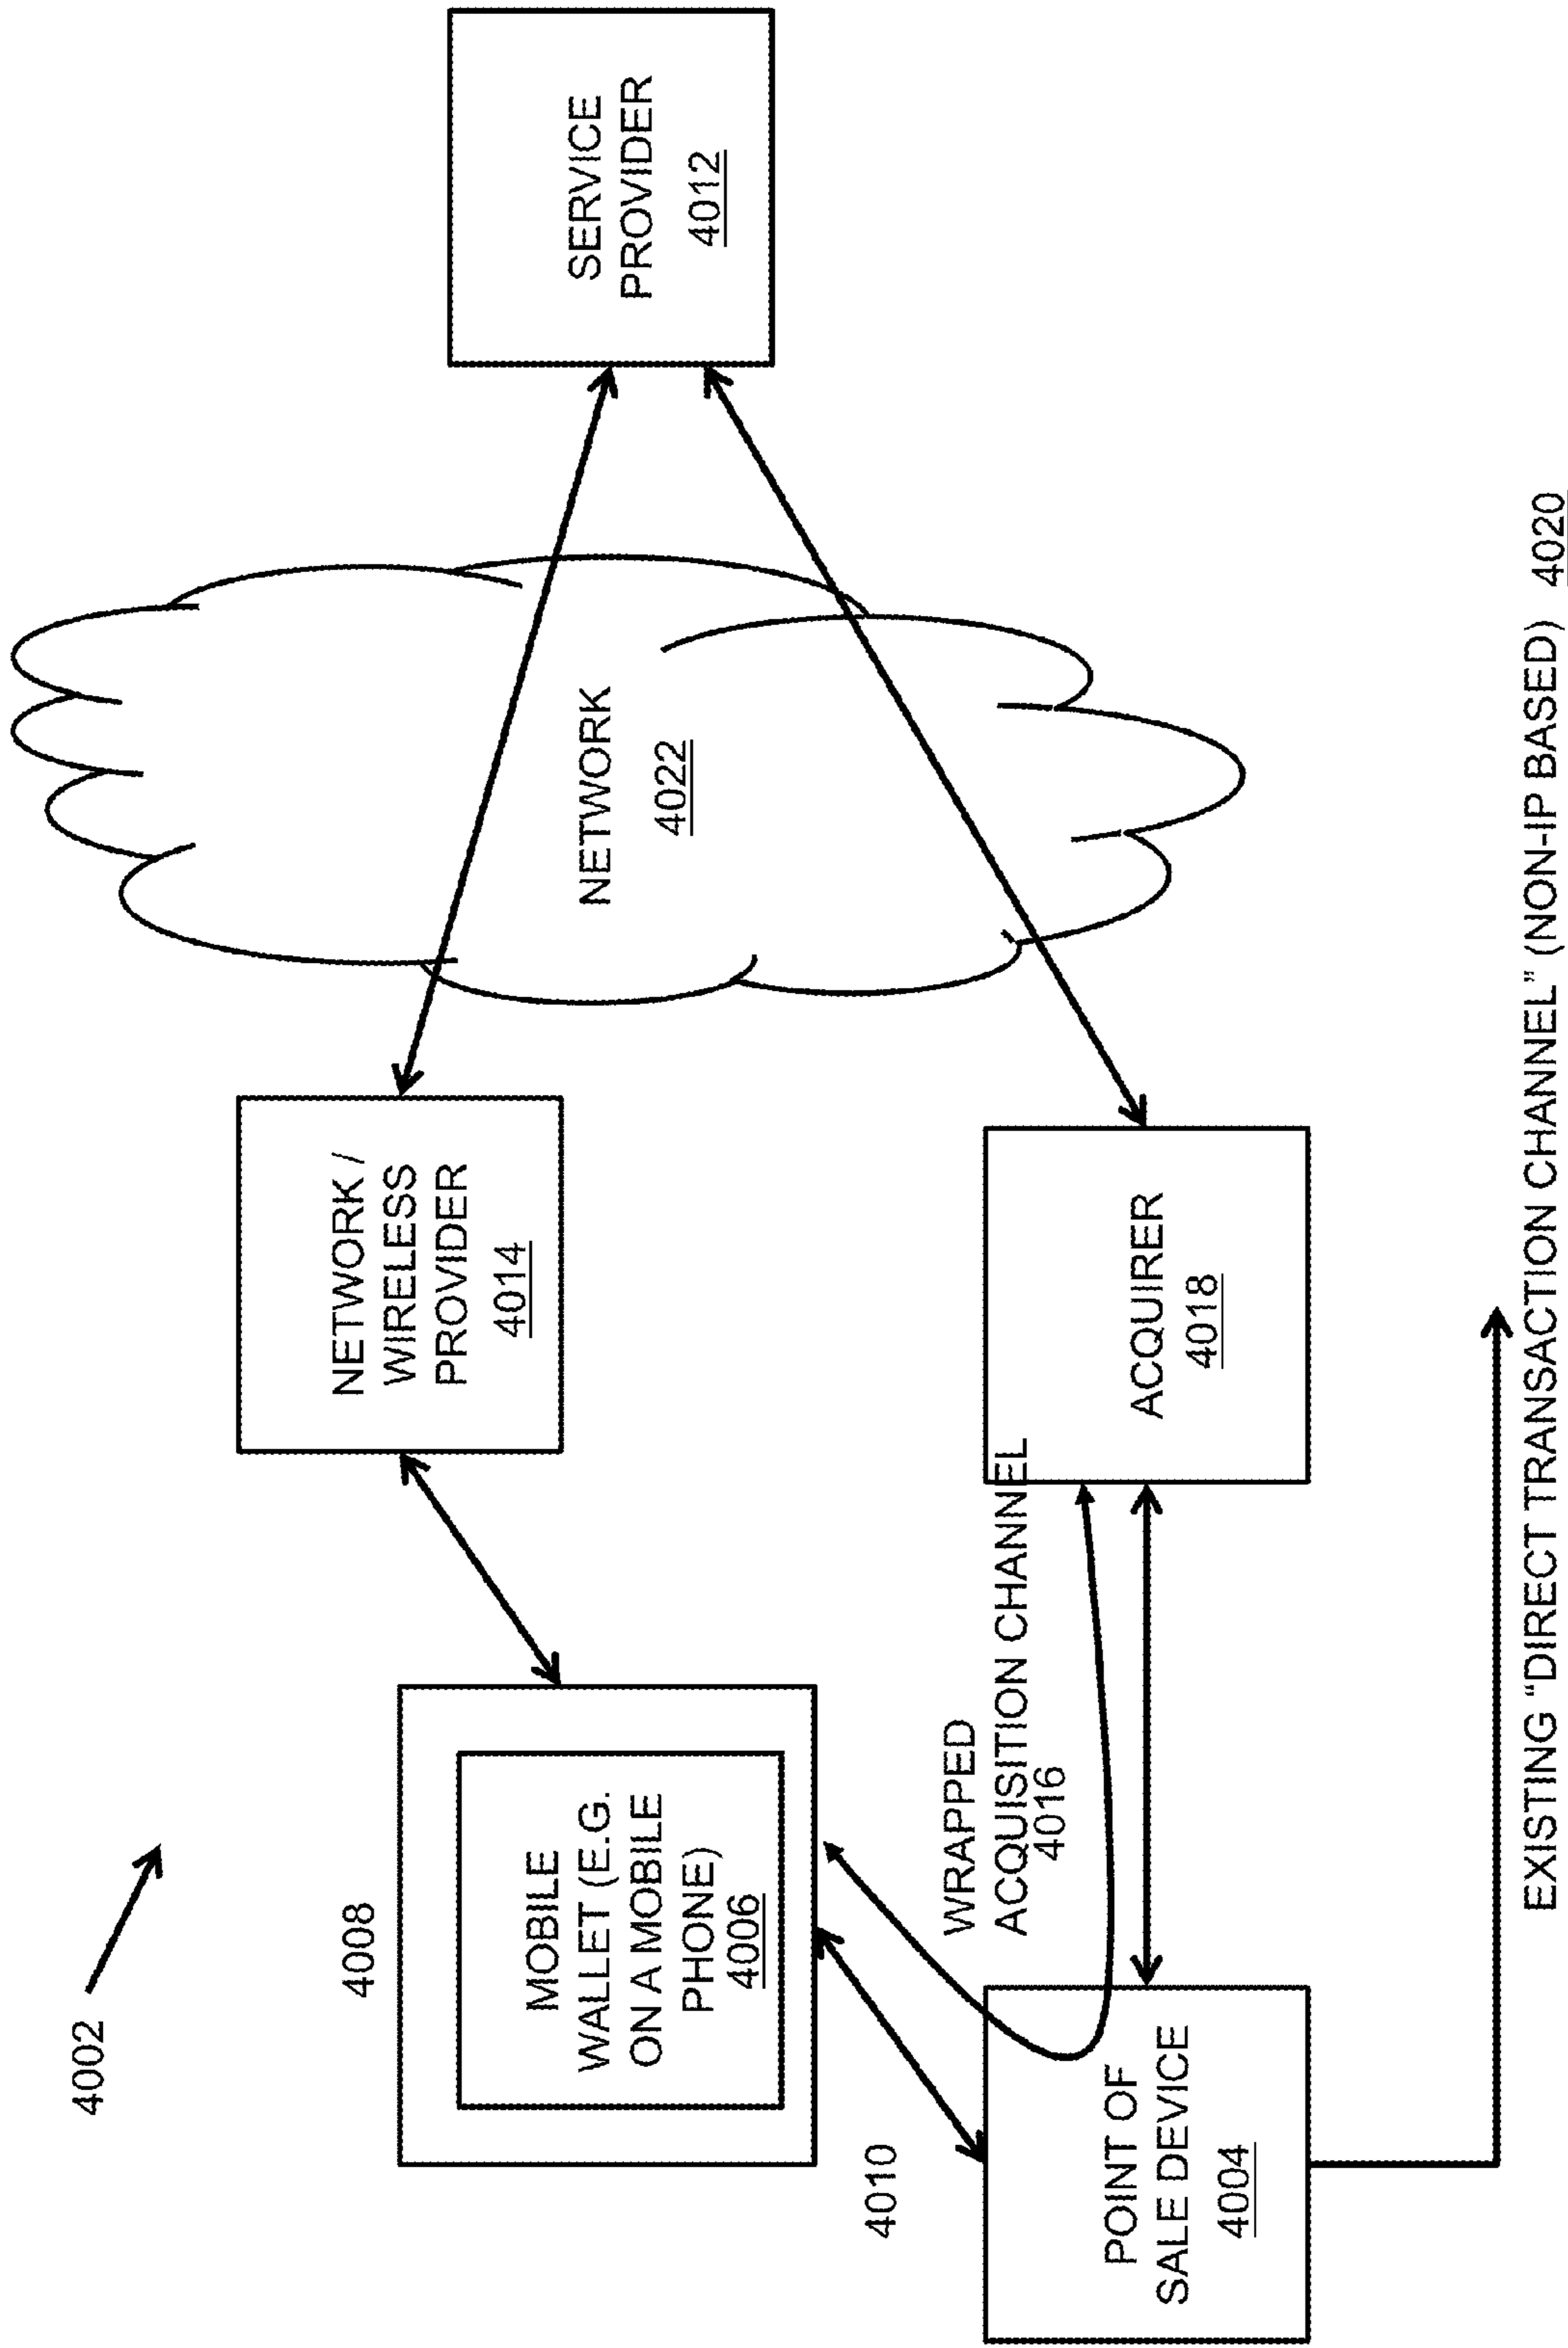 4002
4008
MOBILE
WALLET (E.G.
ON A MOBILE
PHONE)
4006
NETWORK /
WIRELESS
PROVIDER
4014
NETWORK
4022
SERVICE
PROVIDER
4012
4010
WRAPPED
ACQUISITION CHANNEL
4016
POINT OF
SALE DEVICE
4004
ACQUIRER
4018
EXISTING “DIRECT TRANSACTION CHANNEL” (NON-IP BASED) 4020